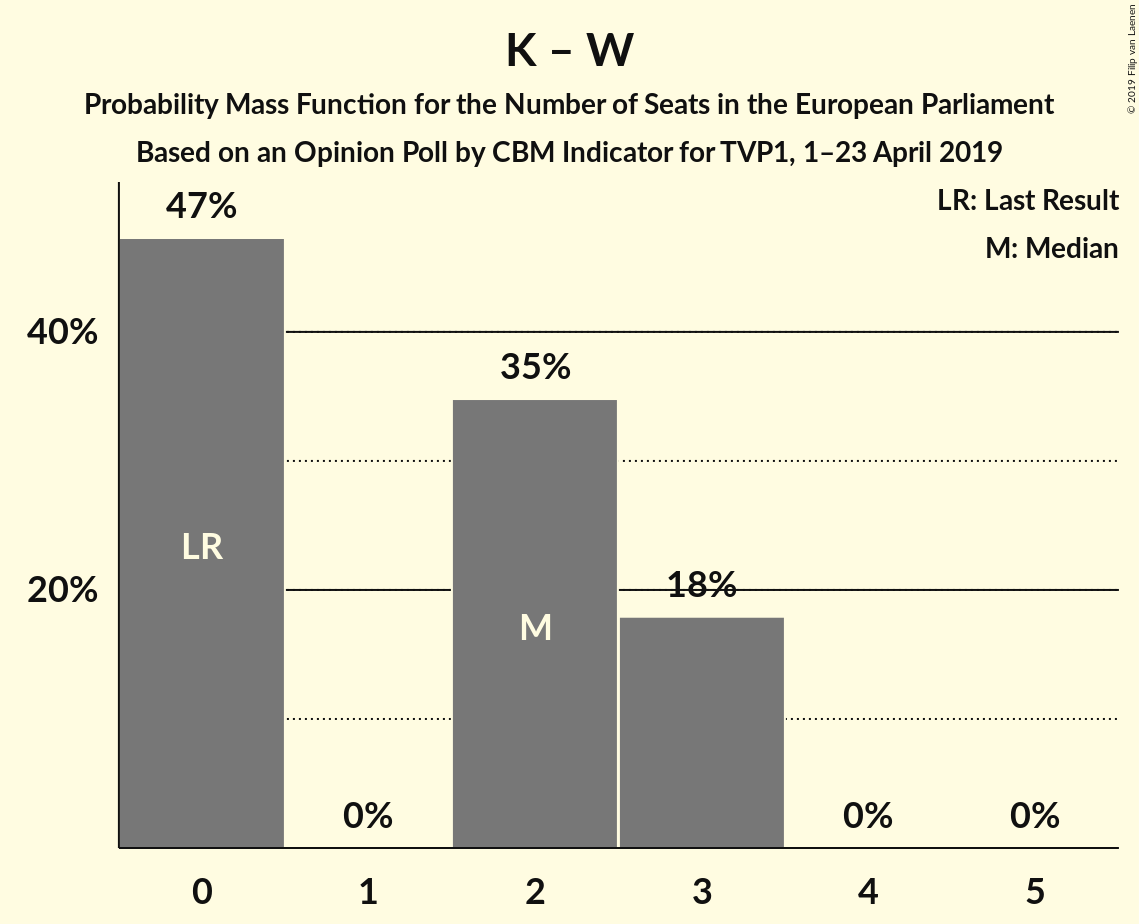 K – W
Probability Mass Function for the Number of Seats in the European Parliament
Based on an Opinion Poll by CBM Indicator for TVP1, 1–23 April 2019
© 2019 Filip van Laenen
LR: Last Result
M: Median
47%
40%
35%
LR
18%
20%
M
0%
0%
0%
0
1
2
3
4
5